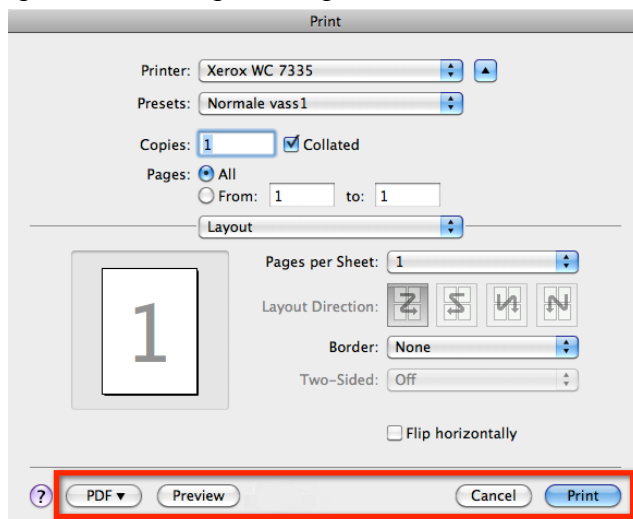 Print
Printer: Xerox WC 7335
Presets: Normale vass1
Copies: 1 Collated
Pages: All
From: 1 to: 1
Layout
Pages per Sheet: 1
1
Layout Direction:
Border: None
Two-Sided: Off
Flip horizontally
? PDF Preview Cancel Print